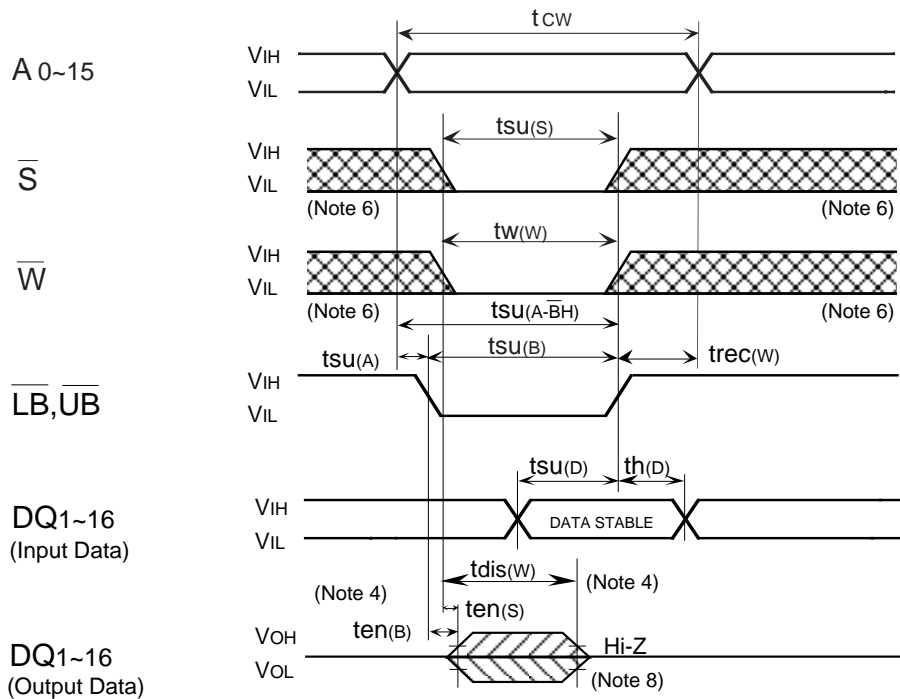 tCW
VIH
A 0~15
VIL
tsu(S)
VIH
S
VIL
(Note 6) (Note 6)
tw(W)
VIH
W
VIL
(Note 6) (Note 6)
tsu(A-BH)
tsu(A) tsu(B) trec(W)
VIH
LB,UB
VIL
tsu(D) th(D)
VIH
DQ1~16 DATA STABLE
(Input Data) VIL
tdis(W)
(Note 4) (Note 4)
ten(S)
ten(B)
VOH Hi-Z
DQ1~16 VOL
(Output Data) (Note 8)